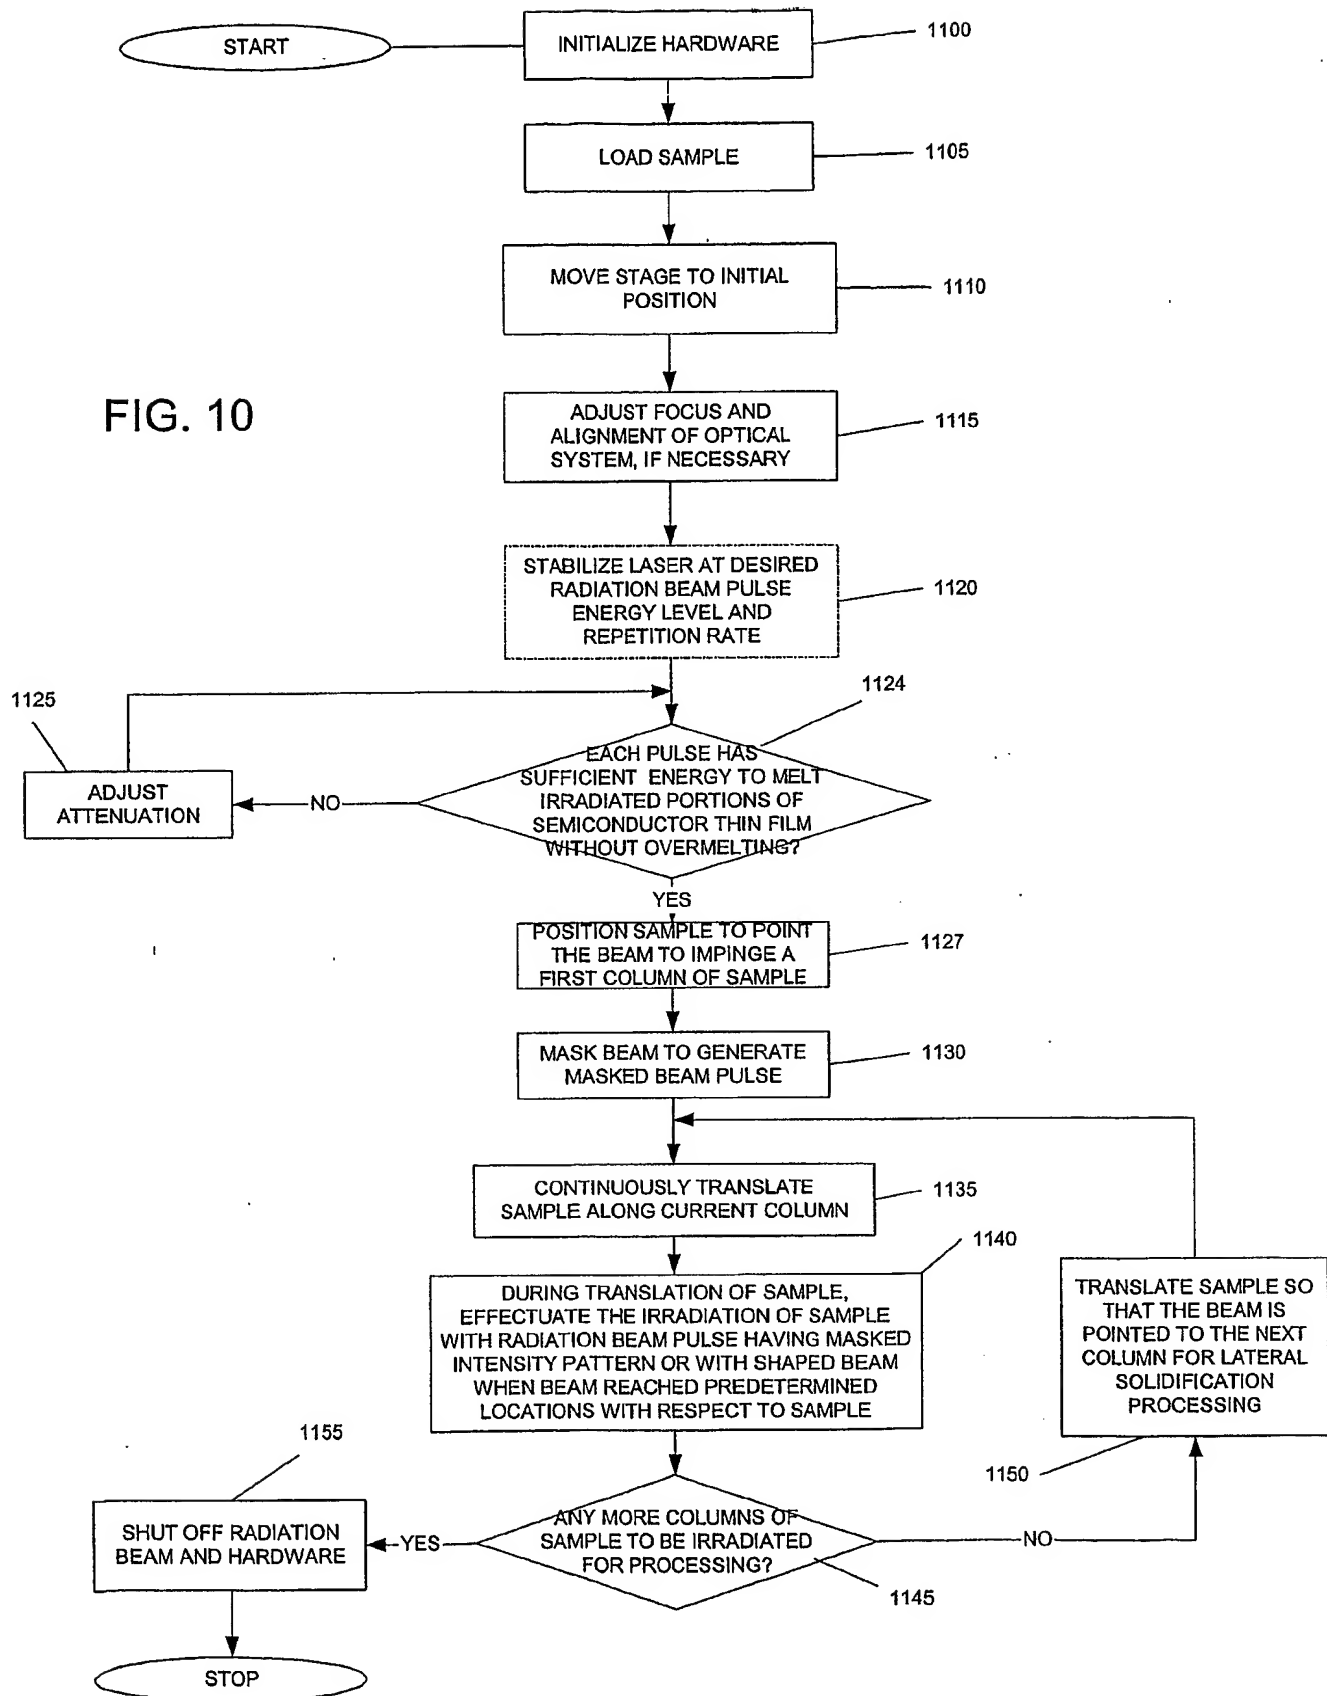 START
INITIALIZE HARDWARE
1100
LOAD SAMPLE
1105
MOVE STAGE TO INITIAL
POSITION
1110
FIG. 10
ADJUST FOCUS AND
ALIGNMENT OF OPTICAL
SYSTEM, IF NECESSARY
1115
STABILIZE LASER AT DESIRED
RADIATION BEAM PULSE
ENERGY LEVEL AND
REPETITION RATE
1120
1125
ADJUST
ATTENUATION
NO
1124
EACH PULSE HAS
SUFFICIENT ENERGY TO MELT
IRRADIATED PORTIONS OF
SEMICONDUCTOR THIN FILM
WITHOUT OVERMELTING?
YES
POSITION SAMPLE TO POINT
THE BEAM TO IMPINGE A
FIRST COLUMN OF SAMPLE
1127
MASK BEAM TO GENERATE
MASKED BEAM PULSE
1130
CONTINUOUSLY TRANSLATE
SAMPLE ALONG CURRENT COLUMN
1135
1140
DURING TRANSLATION OF SAMPLE,
EFFECTUATE THE IRRADIATION OF SAMPLE
WITH RADIATION BEAM PULSE HAVING MASKED
INTENSITY PATTERN OR WITH SHAPED BEAM
WHEN BEAM REACHED PREDETERMINED
LOCATIONS WITH RESPECT TO SAMPLE
TRANSLATE SAMPLE SO
THAT THE BEAM IS
POINTED TO THE NEXT
COLUMN FOR LATERAL
SOLIDIFICATION
PROCESSING
1150
1155
SHUT OFF RADIATION
BEAM AND HARDWARE
YES
ANY MORE COLUMNS OF
SAMPLE TO BE IRRADIATED
FOR PROCESSING?
NO
1145
STOP